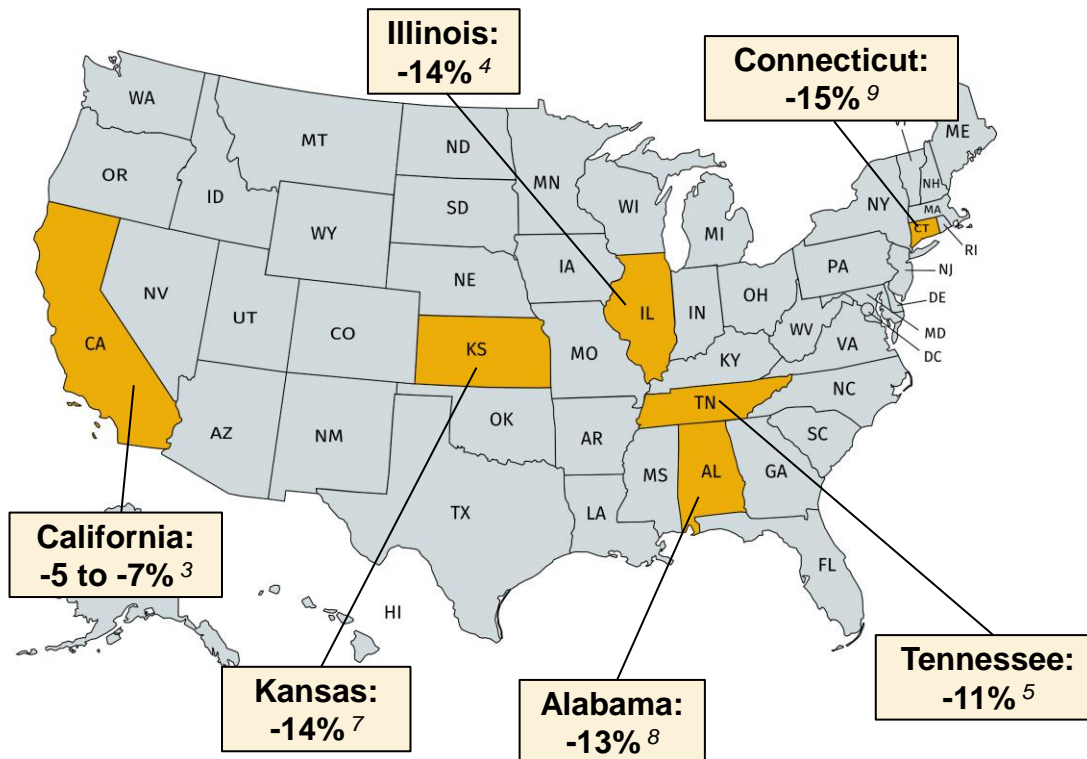 Illinois:
-14% 4
Connecticut:
-15% 9
WA
MT
ND
MN
ME
OR
ID
SD
WI
MI
NY
NH
MA
CT
RI
WY
IA
PA
NJ
NE
OH
DE
NV
UT
CO
IL
IN
WV
MD
DC
CA
KS
MO
KY
VA
TN
NC
AZ
NM
OK
AR
SC
MS
AL
GA
TX
LA
FL
California:
-5 to -7% 3
HI
Kansas:
-14% 7
Alabama:
-13% 8
Tennessee:
-11% 5